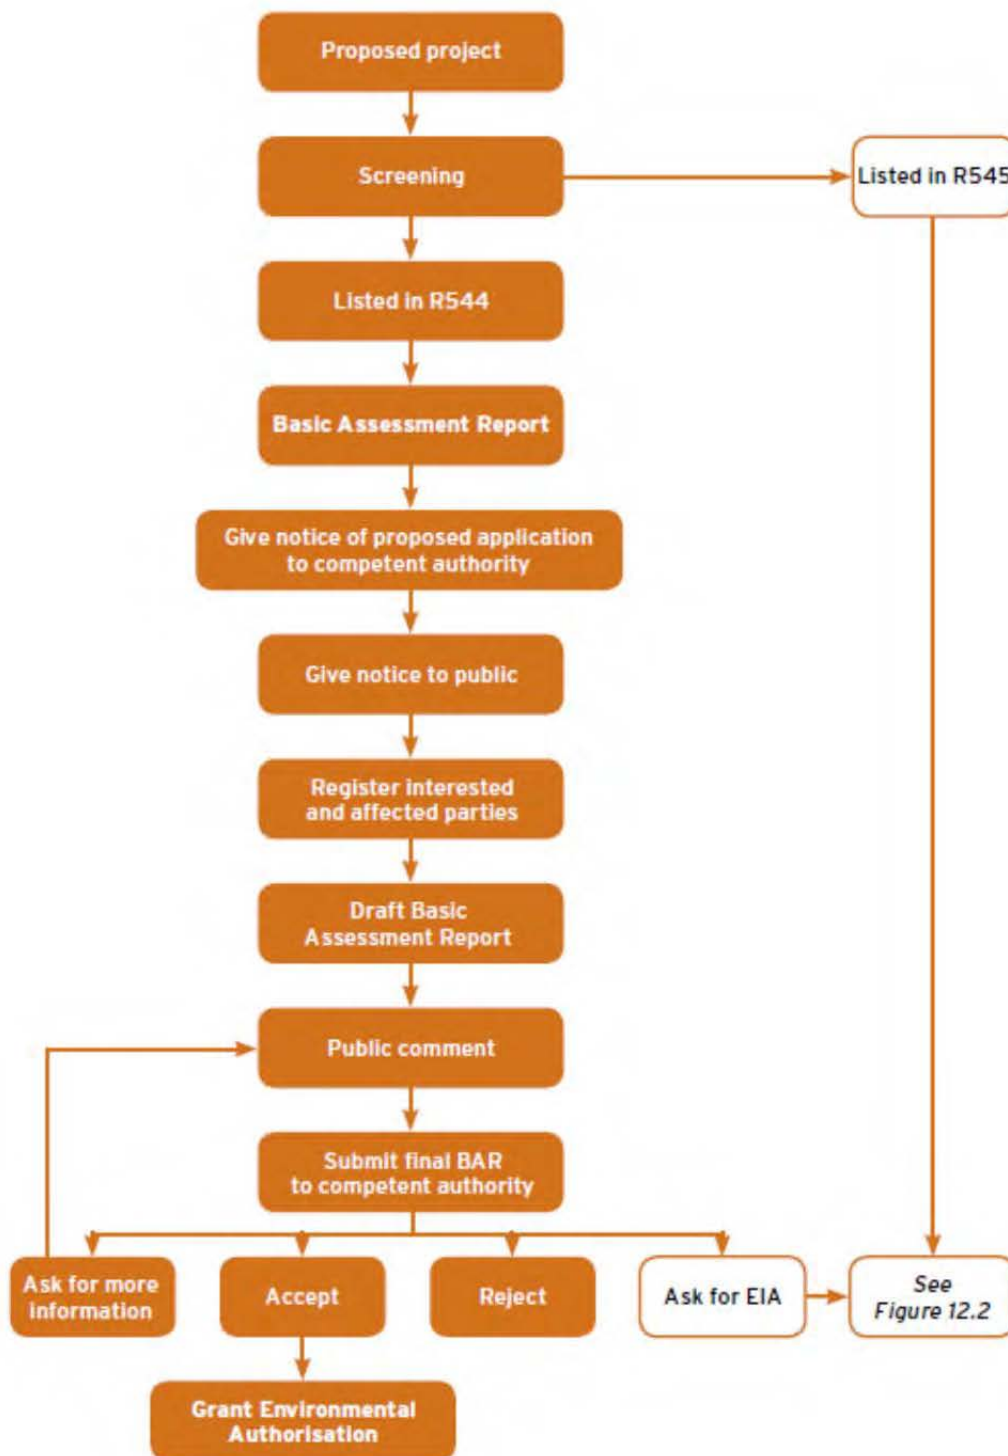 Proposed project
Screening
Listed in R545
Listed in R544
Basic Assessment Report
Give notice of proposed application
to competent authority
Give notice to public
Register interested
and affected parties
Draft Basic
Assessment Report
Public comment
Submit final BAR
to competent authority
Ask for more
information
Accept
Reject
Ask for EIA
See
Figure 12.2
Grant Environmental
Authorisation